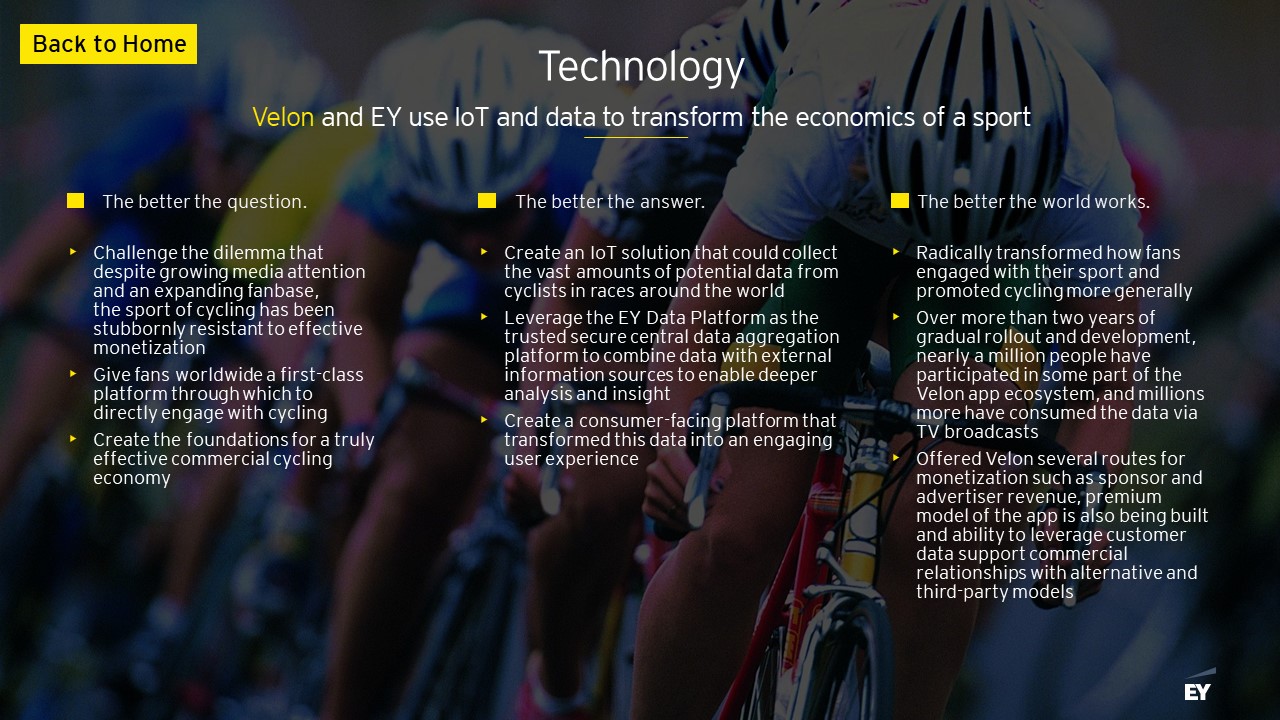 Back to Home
Technology
Velon and EY use IoT and data to transform the economics of a sport
The better the question.
Challenge the dilemma that
despite growing media attention
and an expanding fanbase,
the sport of cycling has been
stubbornly resistant to effective
monetization
Give fans worldwide a first-class
platform through which to
directly engage with cycling
Create the foundations for a truly
effective commercial cycling
economy
The better the answer.
Create an IoT solution that could collect
the vast amounts of potential data from
cyclists in races around the world
Leverage the EY Data Platform as the
trusted secure central data aggregation
platform to combine data with external
information sources to enable deeper
analysis and insight
Create a consumer-facing platform that
transformed this data into an engaging
user experience
The better the world works.
Radically transformed how fans
engaged with their sport and
promoted cycling more generally
Over more than two years of
gradual rollout and development,
nearly a million people have
participated in some part of the
Velon app ecosystem, and millions
more have consumed the data via
TV broadcasts
Offered Velon several routes for
monetization such as sponsor and
advertiser revenue, premium
model of the app is also being built
and ability to leverage customer
data support commercial
relationships with alternative and
third-party models
EY